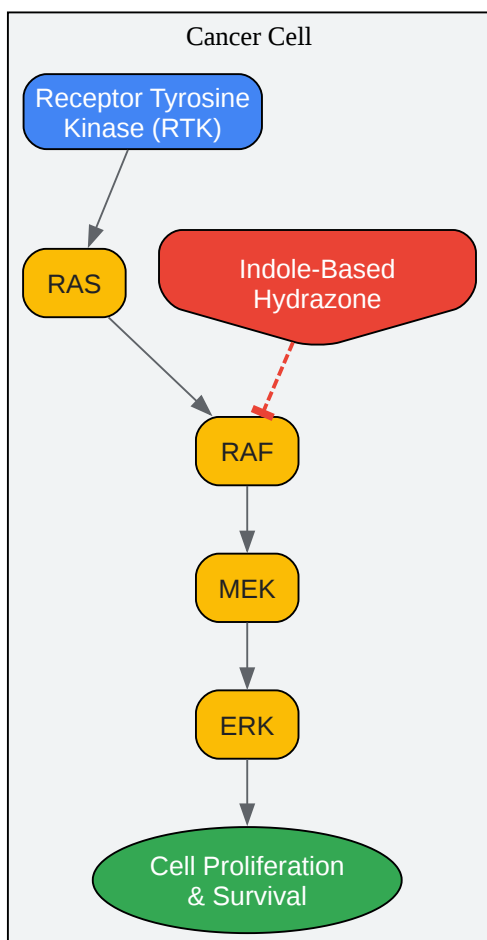 Cancer Cell
Receptor Tyrosine
Kinase (RTK)
RAS
Indole-Based
Hydrazone
RAF
MEK
ERK
Cell Proliferation
& Survival